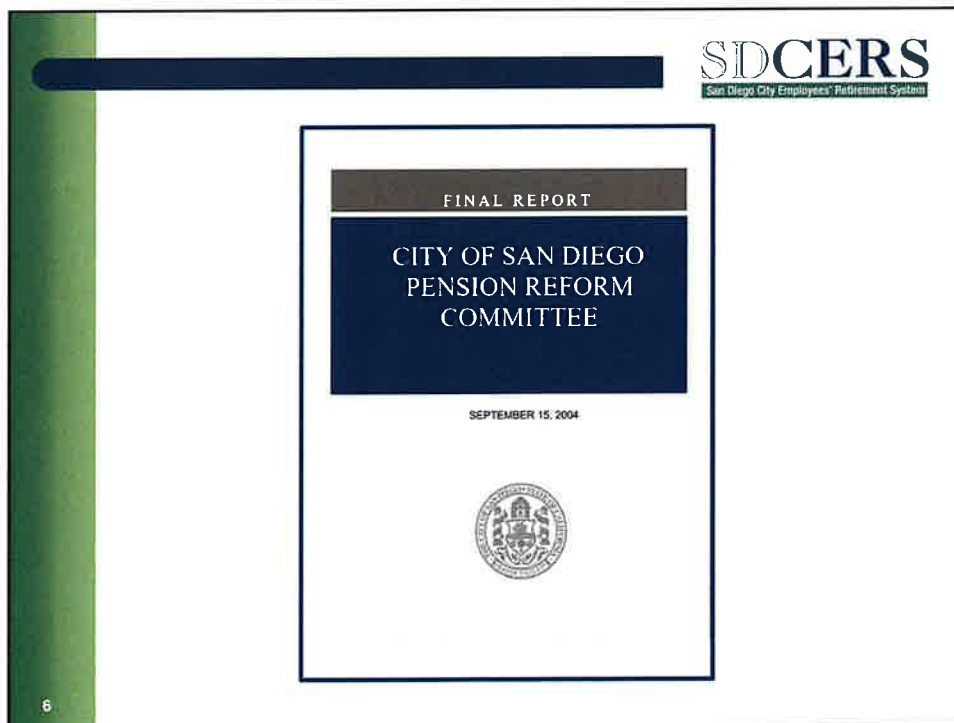 SDCERS
San Diego City Employees' Retirement System
FINAL REPORT
CITY OF SAN DIEGO
PENSION REFORM
COMMITTEE
SEPTEMBER 15, 2004
6